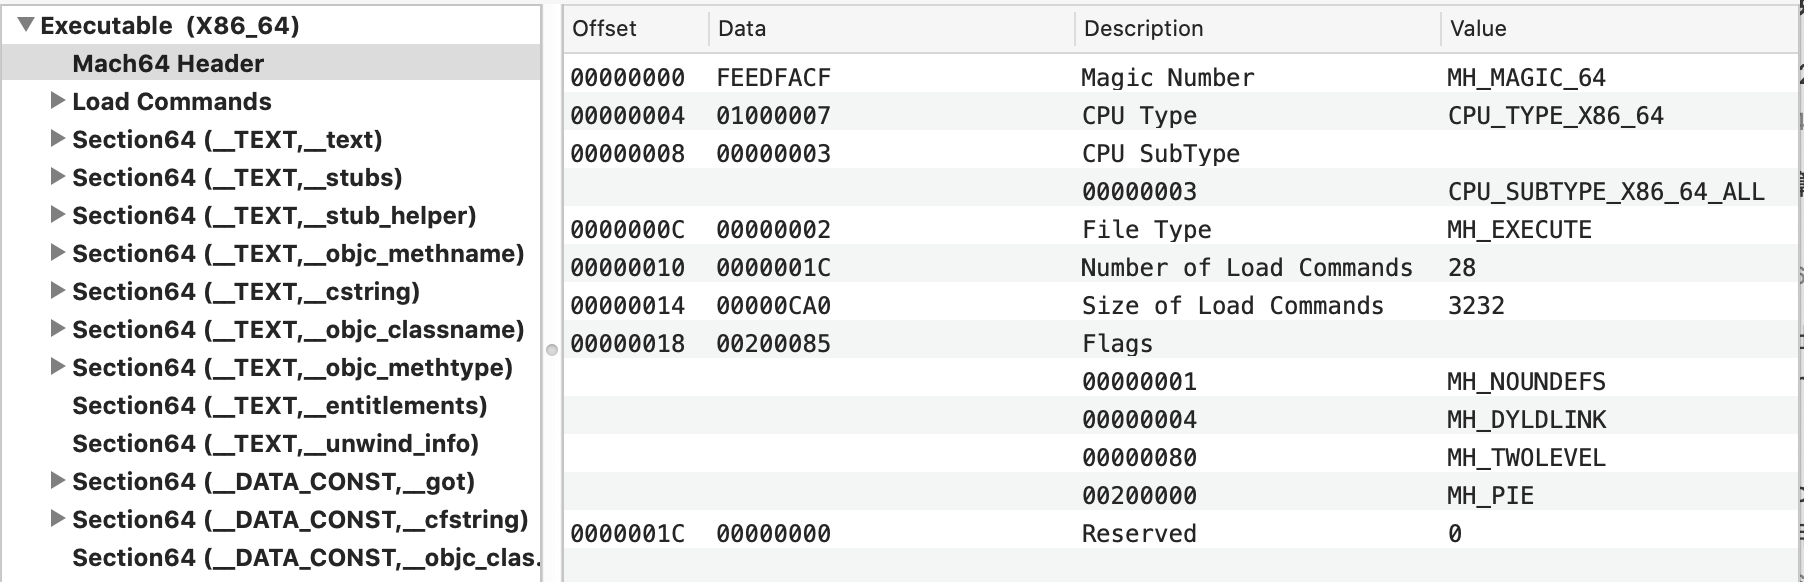 Executable (X86_64)
Mach64 Header
Load Commands
Section64 (__TEXT,__text)
Section64 (__TEXT,__stubs)
Section64 (__TEXT,__stub_helper)
Section64 (__TEXT,__objc_methname)
Section64 (__TEXT,__cstring)
Section64 (__TEXT,__objc_classname)
Section64 (__TEXT,__objc_methtype)
Section64 (__TEXT,__entitlements)
Section64 (__TEXT,__unwind_info)
Section64 (__DATA_CONST,__got)
Section64 (__DATA_CONST,__cfstring)
Section64 (__DATA_CONST,__objc_clas.
Offset Data Description Value
00000000 FEEDFACF Magic Number MH_MAGIC_64
00000004 01000007 CPU Type CPU_TYPE_X86_64
00000008 00000003 CPU SubType
00000003 CPU_SUBTYPE_X86_64_ALL
0000000C 00000002 File Type MH_EXECUTE
00000010 0000001C Number of Load Commands 28
00000014 00000CA0 Size of Load Commands 3232
00000018 00200085 Flags
00000001 MH_NOUNDEFS
00000004 MH_DYLDLINK
00000080 MH_TWOLEVEL
00200000 MH_PIE
0000001C 00000000 Reserved 0